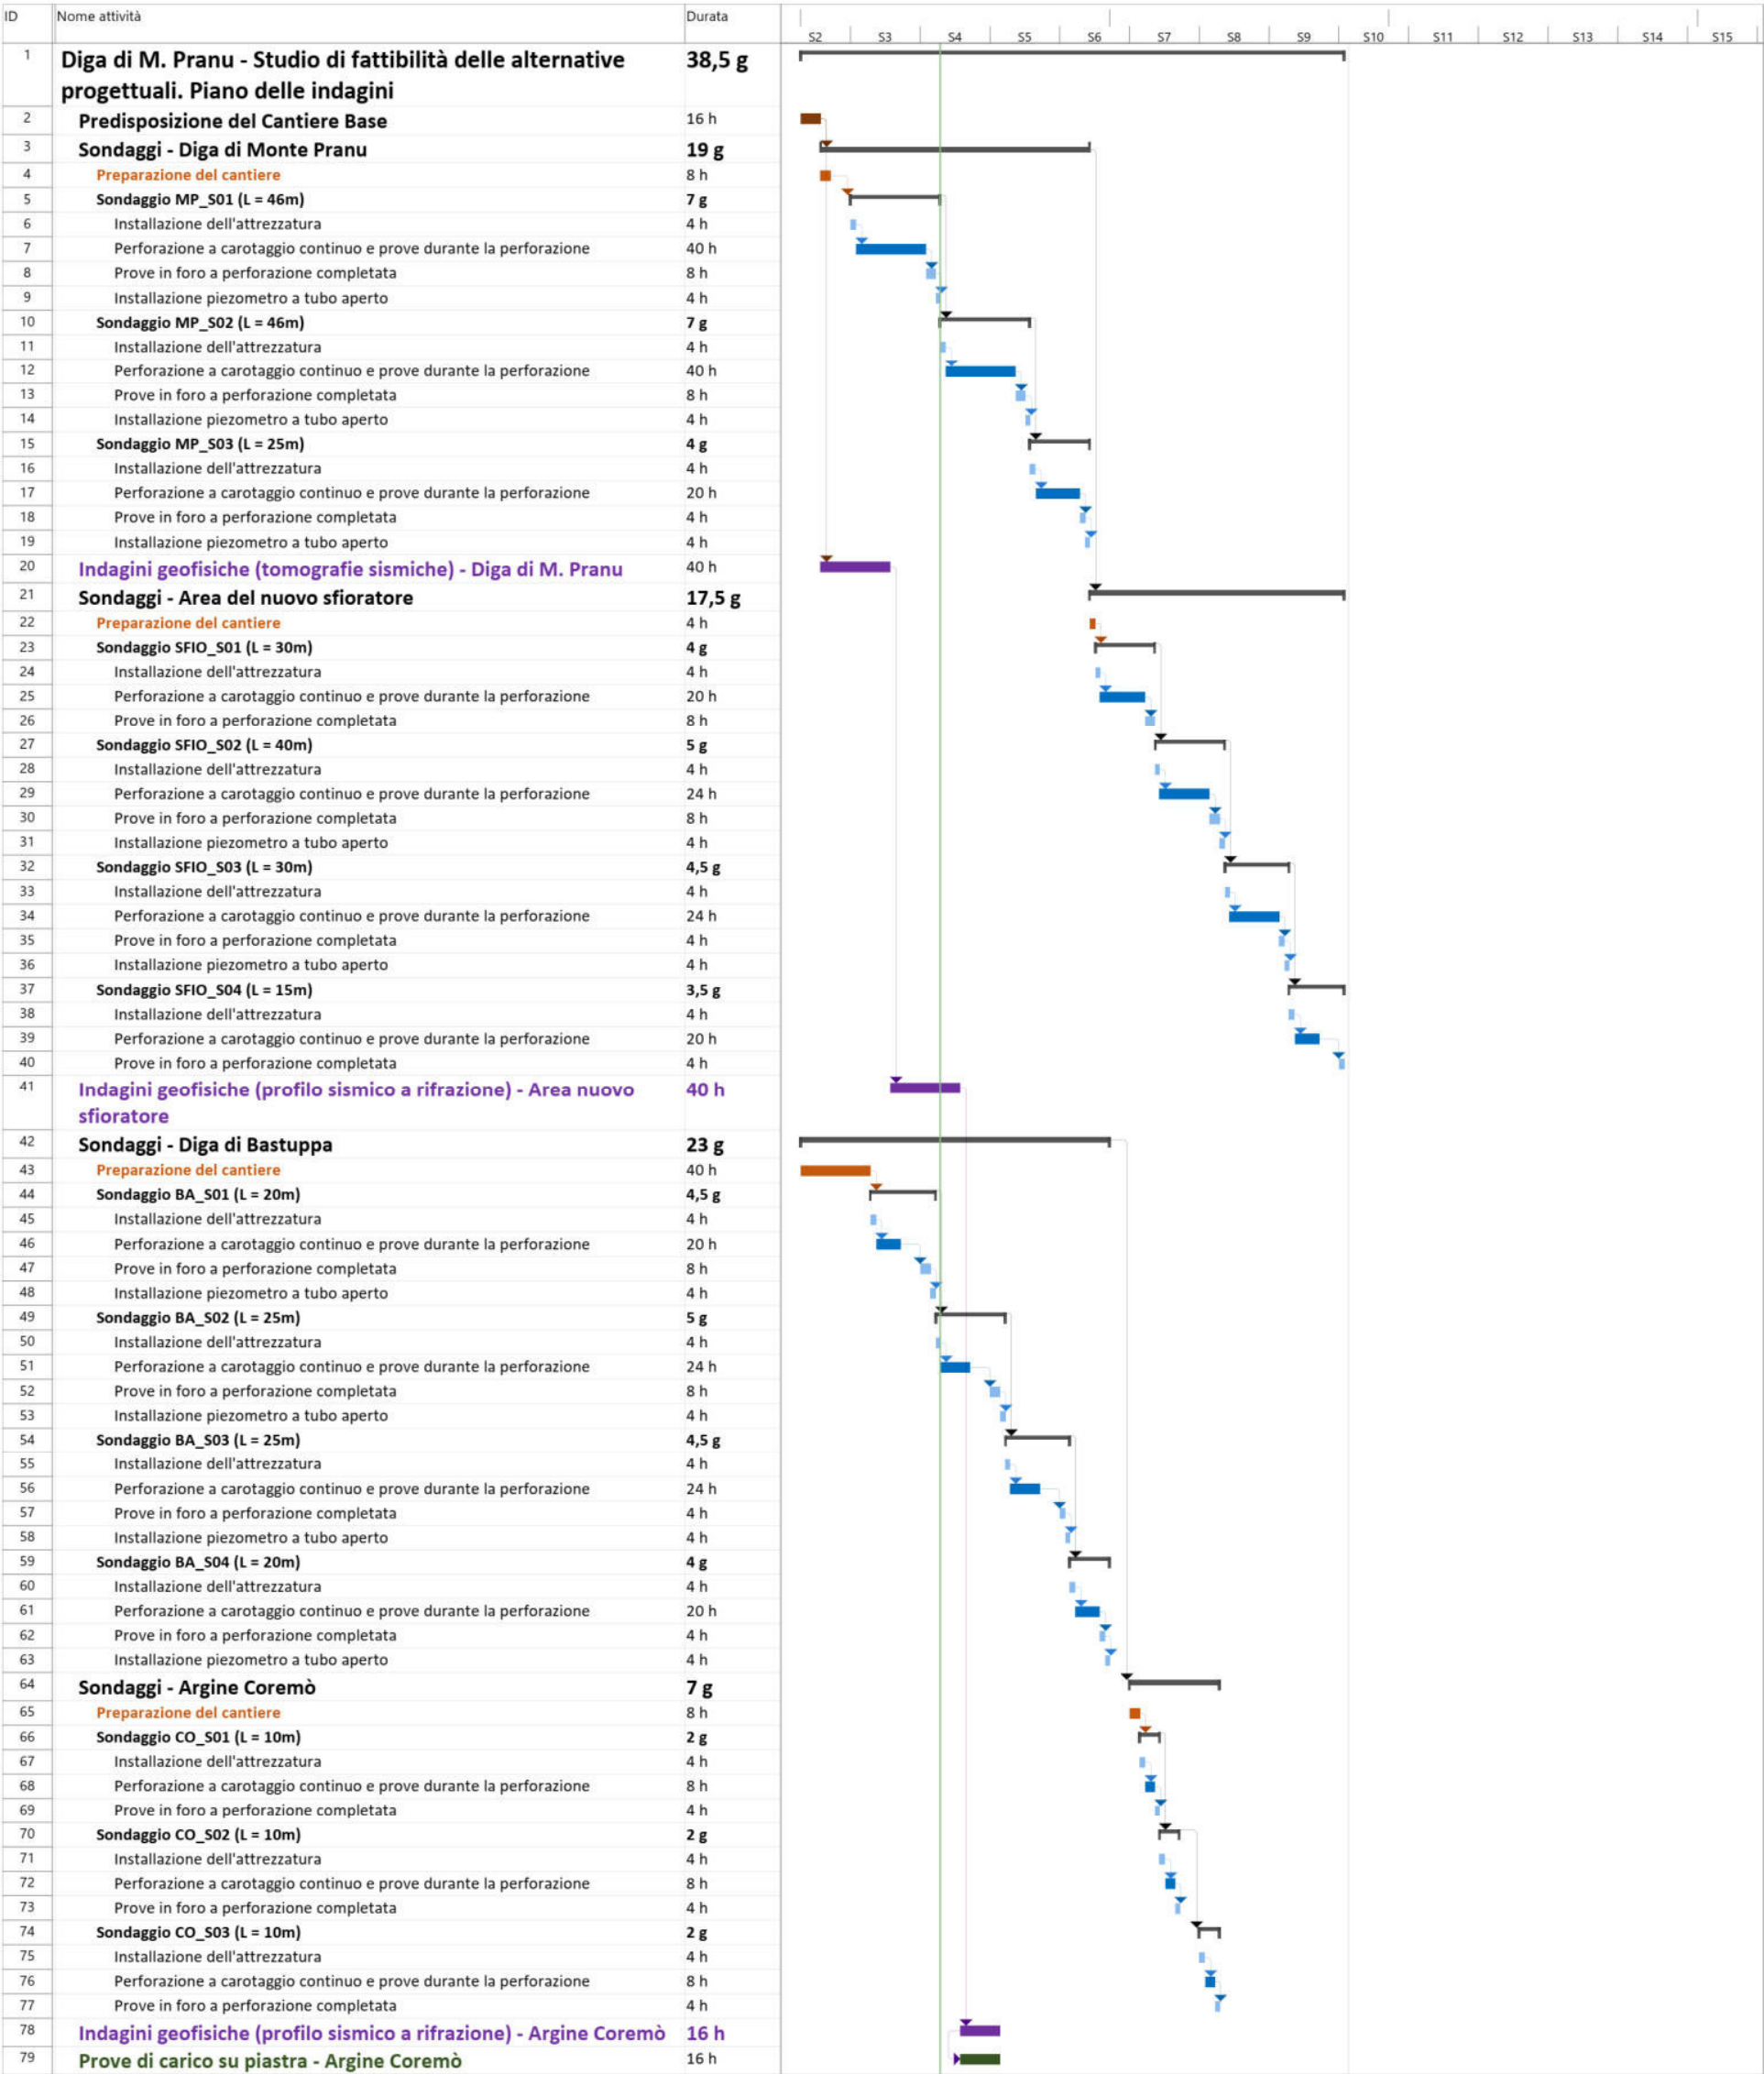 ID Nome attività Durata
S2 S3 S4 S5 S6 S7 S8 S9 S10 S11 S12 S13 S14 S15
1 Diga di M. Pranu - Studio di fattibilità delle alternative 38,5 g
progettuali. Piano delle indagini
2 Predisposizione del Cantiere Base 16 h
3 Sondaggi - Diga di Monte Pranu 19 g
4 Preparazione del cantiere 8 h
5 Sondaggio MP_S01 (L = 46m) 7 g
6 Installazione dell'attrezzatura 4 h
7 Perforazione a carotaggio continuo e prove durante la perforazione 40 h
8 Prove in foro a perforazione completata 8 h
9 Installazione piezometro a tubo aperto 4 h
10 Sondaggio MP_S02 (L = 46m) 7 g
11 Installazione dell'attrezzatura 4 h
12 Perforazione a carotaggio continuo e prove durante la perforazione 40 h
13 Prove in foro a perforazione completata 8 h
14 Installazione piezometro a tubo aperto 4 h
15 Sondaggio MP_S03 (L = 25m) 4 g
16 Installazione dell'attrezzatura 4 h
17 Perforazione a carotaggio continuo e prove durante la perforazione 20 h
18 Prove in foro a perforazione completata 4 h
19 Installazione piezometro a tubo aperto 4 h
20 Indagini geofisiche (tomografie sismiche) - Diga di M. Pranu 40 h
21 Sondaggi - Area del nuovo sfioratore 17,5 g
22 Preparazione del cantiere 4 h
23 Sondaggio SFIO_S01 (L = 30m) 4 g
24 Installazione dell'attrezzatura 4 h
25 Perforazione a carotaggio continuo e prove durante la perforazione 20 h
26 Prove in foro a perforazione completata 8 h
27 Sondaggio SFIO_S02 (L = 40m) 5 g
28 Installazione dell'attrezzatura 4 h
29 Perforazione a carotaggio continuo e prove durante la perforazione 24 h
30 Prove in foro a perforazione completata 8 h
31 Installazione piezometro a tubo aperto 4 h
32 Sondaggio SFIO_S03 (L = 30m) 4,5 g
33 Installazione dell'attrezzatura 4 h
34 Perforazione a carotaggio continuo e prove durante la perforazione 24 h
35 Prove in foro a perforazione completata 4 h
36 Installazione piezometro a tubo aperto 4 h
37 Sondaggio SFIO_S04 (L = 15m) 3,5 g
38 Installazione dell'attrezzatura 4 h
39 Perforazione a carotaggio continuo e prove durante la perforazione 20 h
40 Prove in foro a perforazione completata 4 h
41 Indagini geofisiche (profilo sismico a rifrazione) - Area nuovo 40 h
sfioratore
42 Sondaggi - Diga di Bastuppa 23 g
43 Preparazione del cantiere 40 h
44 Sondaggio BA_S01 (L = 20m) 4,5 g
45 Installazione dell'attrezzatura 4 h
46 Perforazione a carotaggio continuo e prove durante la perforazione 20 h
47 Prove in foro a perforazione completata 8 h
48 Installazione piezometro a tubo aperto 4 h
49 Sondaggio BA_S02 (L = 25m) 5 g
50 Installazione dell'attrezzatura 4 h
51 Perforazione a carotaggio continuo e prove durante la perforazione 24 h
52 Prove in foro a perforazione completata 8 h
53 Installazione piezometro a tubo aperto 4 h
54 Sondaggio BA_S03 (L = 25m) 4,5 g
55 Installazione dell'attrezzatura 4 h
56 Perforazione a carotaggio continuo e prove durante la perforazione 24 h
57 Prove in foro a perforazione completata 4 h
58 Installazione piezometro a tubo aperto 4 h
59 Sondaggio BA_S04 (L = 20m) 4 g
60 Installazione dell'attrezzatura 4 h
61 Perforazione a carotaggio continuo e prove durante la perforazione 20 h
62 Prove in foro a perforazione completata 4 h
63 Installazione piezometro a tubo aperto 4 h
64 Sondaggi - Argine Coremò 7 g
65 Preparazione del cantiere 8 h
66 Sondaggio CO_S01 (L = 10m) 2 g
67 Installazione dell'attrezzatura 4 h
68 Perforazione a carotaggio continuo e prove durante la perforazione 8 h
69 Prove in foro a perforazione completata 4 h
70 Sondaggio CO_S02 (L = 10m) 2 g
71 Installazione dell'attrezzatura 4 h
72 Perforazione a carotaggio continuo e prove durante la perforazione 8 h
73 Prove in foro a perforazione completata 4 h
74 Sondaggio CO_S03 (L = 10m) 2 g
75 Installazione dell'attrezzatura 4 h
76 Perforazione a carotaggio continuo e prove durante la perforazione 8 h
77 Prove in foro a perforazione completata 4 h
78 Indagini geofisiche (profilo sismico a rifrazione) - Argine Coremò 16 h
79 Prove di carico su piastra - Argine Coremò 16 h